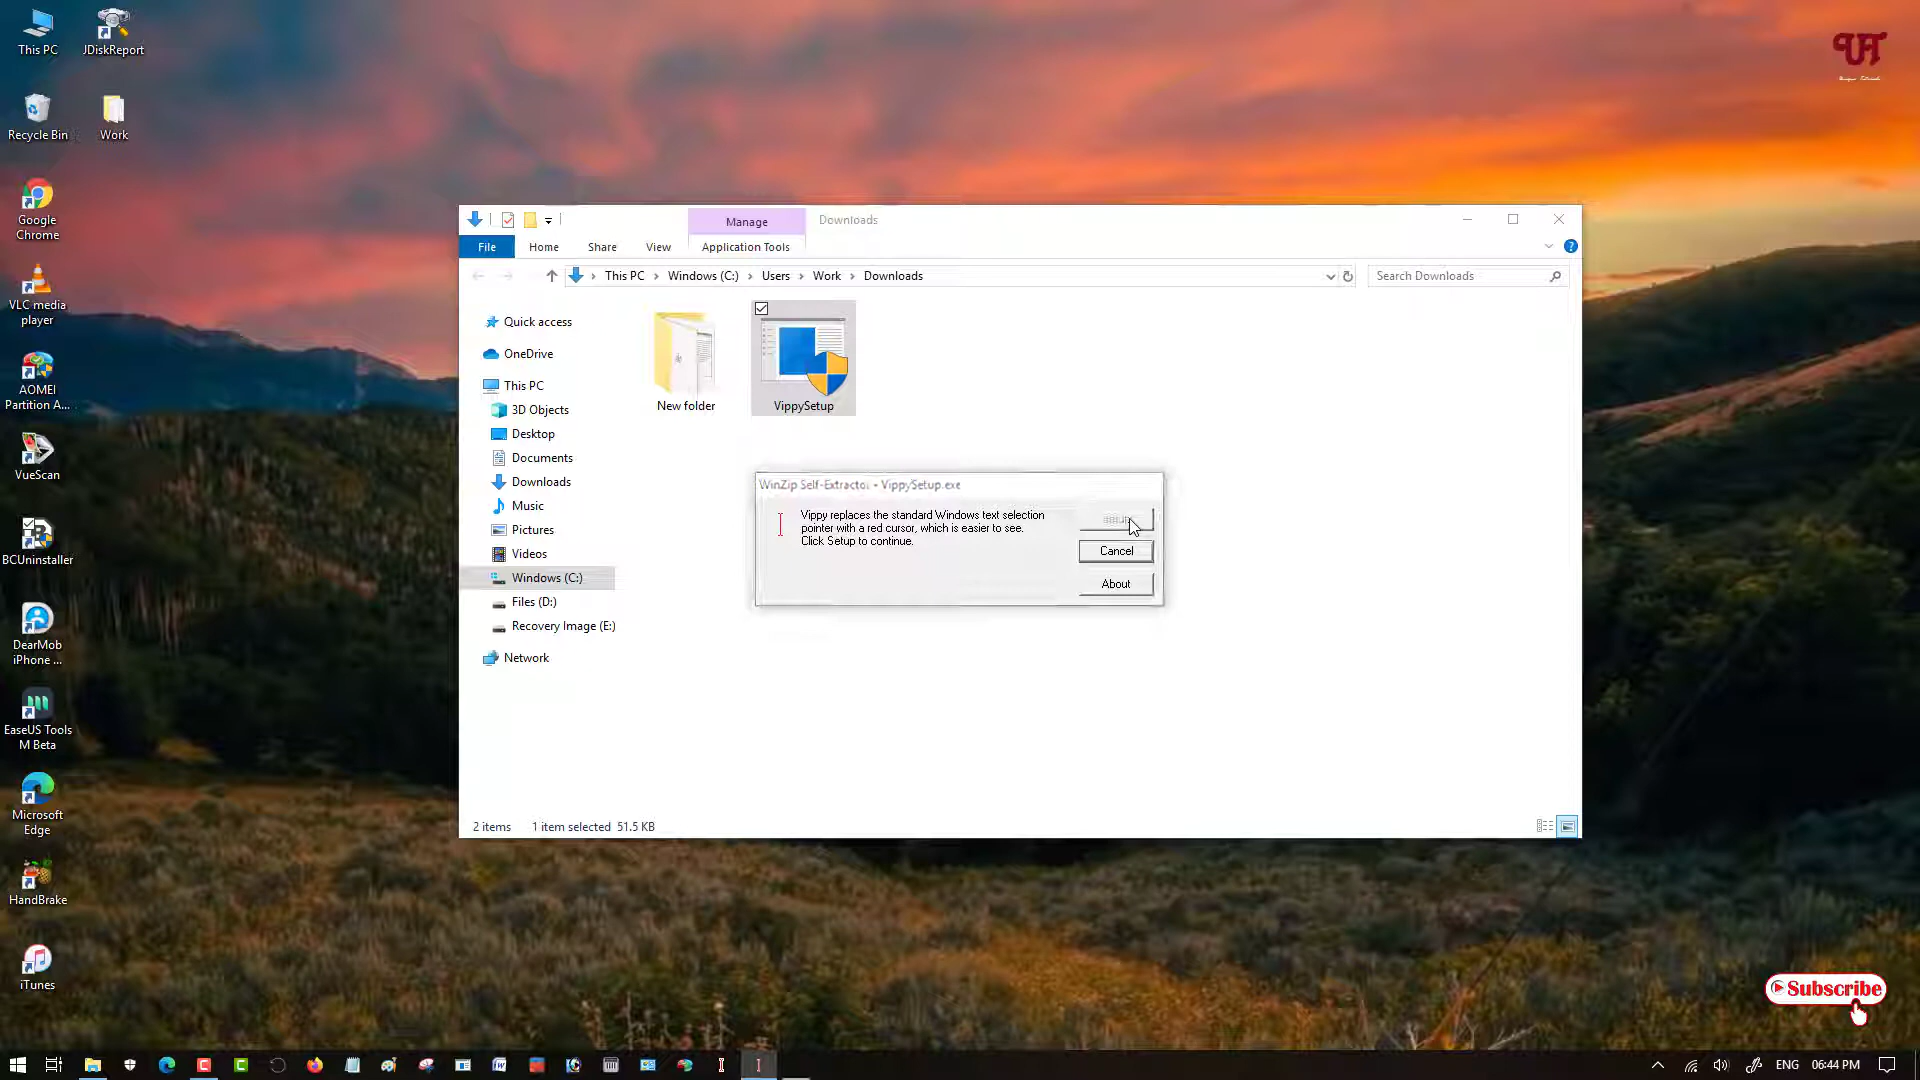 This PC
JDiskReport
Recycle Bin
Work
Google
Chrome
VLC media
player
AOMEI
Partition A...
VueScan
BCUninstaller
DearMob
iPhone ...
EaseUS Tools
M Beta
Microsoft
Edge
HandBrake
iTunes
UT
Manage
Downloads
File
Home
Share
View
Application Tools
This PC > Windows (C:) > Users > Work > Downloads
Search Downloads
Quick access
OneDrive
This PC
3D Objects
Desktop
Documents
Downloads
Music
Pictures
Videos
Windows (C:)
Files (D:)
Recovery Image (E:)
Network
New folder
VippySetup
WinZip Self-Extractor - VippySetup.exe
Vippy replaces the standard Windows text selection
pointer with a red cursor, which is easier to see.
Click Setup to continue.
Cancel
About
2 items
1 item selected 51.5 KB
Subscribe
ENG
06:44 PM